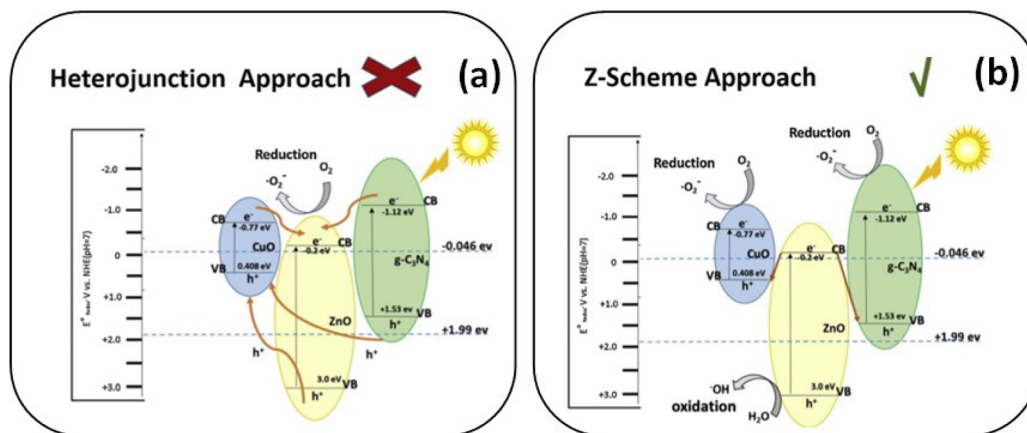 Heterojunction Approach
(a)
Reduction
O₂
·O₂⁻
-2.0
-1.0
0
+1.0
+2.0
+3.0
V vs. NHE(pH=7)
CB
e⁻
-0.77 eV
CuO
VB
0.408 eV
h⁺
e⁻
CB
-0.2 eV
ZnO
3.0 eV
VB
h⁺
e⁻
CB
-1.12 eV
g-C₃N₄
+1.53 eV
VB
h⁺
h⁺
h⁺
-0.046 ev
+1.99 ev
Z-Scheme Approach
(b)
Reduction
O₂
·O₂⁻
Reduction
O₂
·O₂⁻
-2.0
-1.0
0
+1.0
+2.0
+3.0
V vs. NHE(pH=7)
CB
e⁻
-0.77 eV
CuO
VB
0.408 eV
h⁺
e⁻
CB
-0.2 eV
ZnO
3.0 eV
VB
h⁺
e⁻
CB
-1.12 eV
g-C₃N₄
+1.53 eV
VB
h⁺
-0.046 ev
+1.99 ev
·OH
oxidation
H₂O